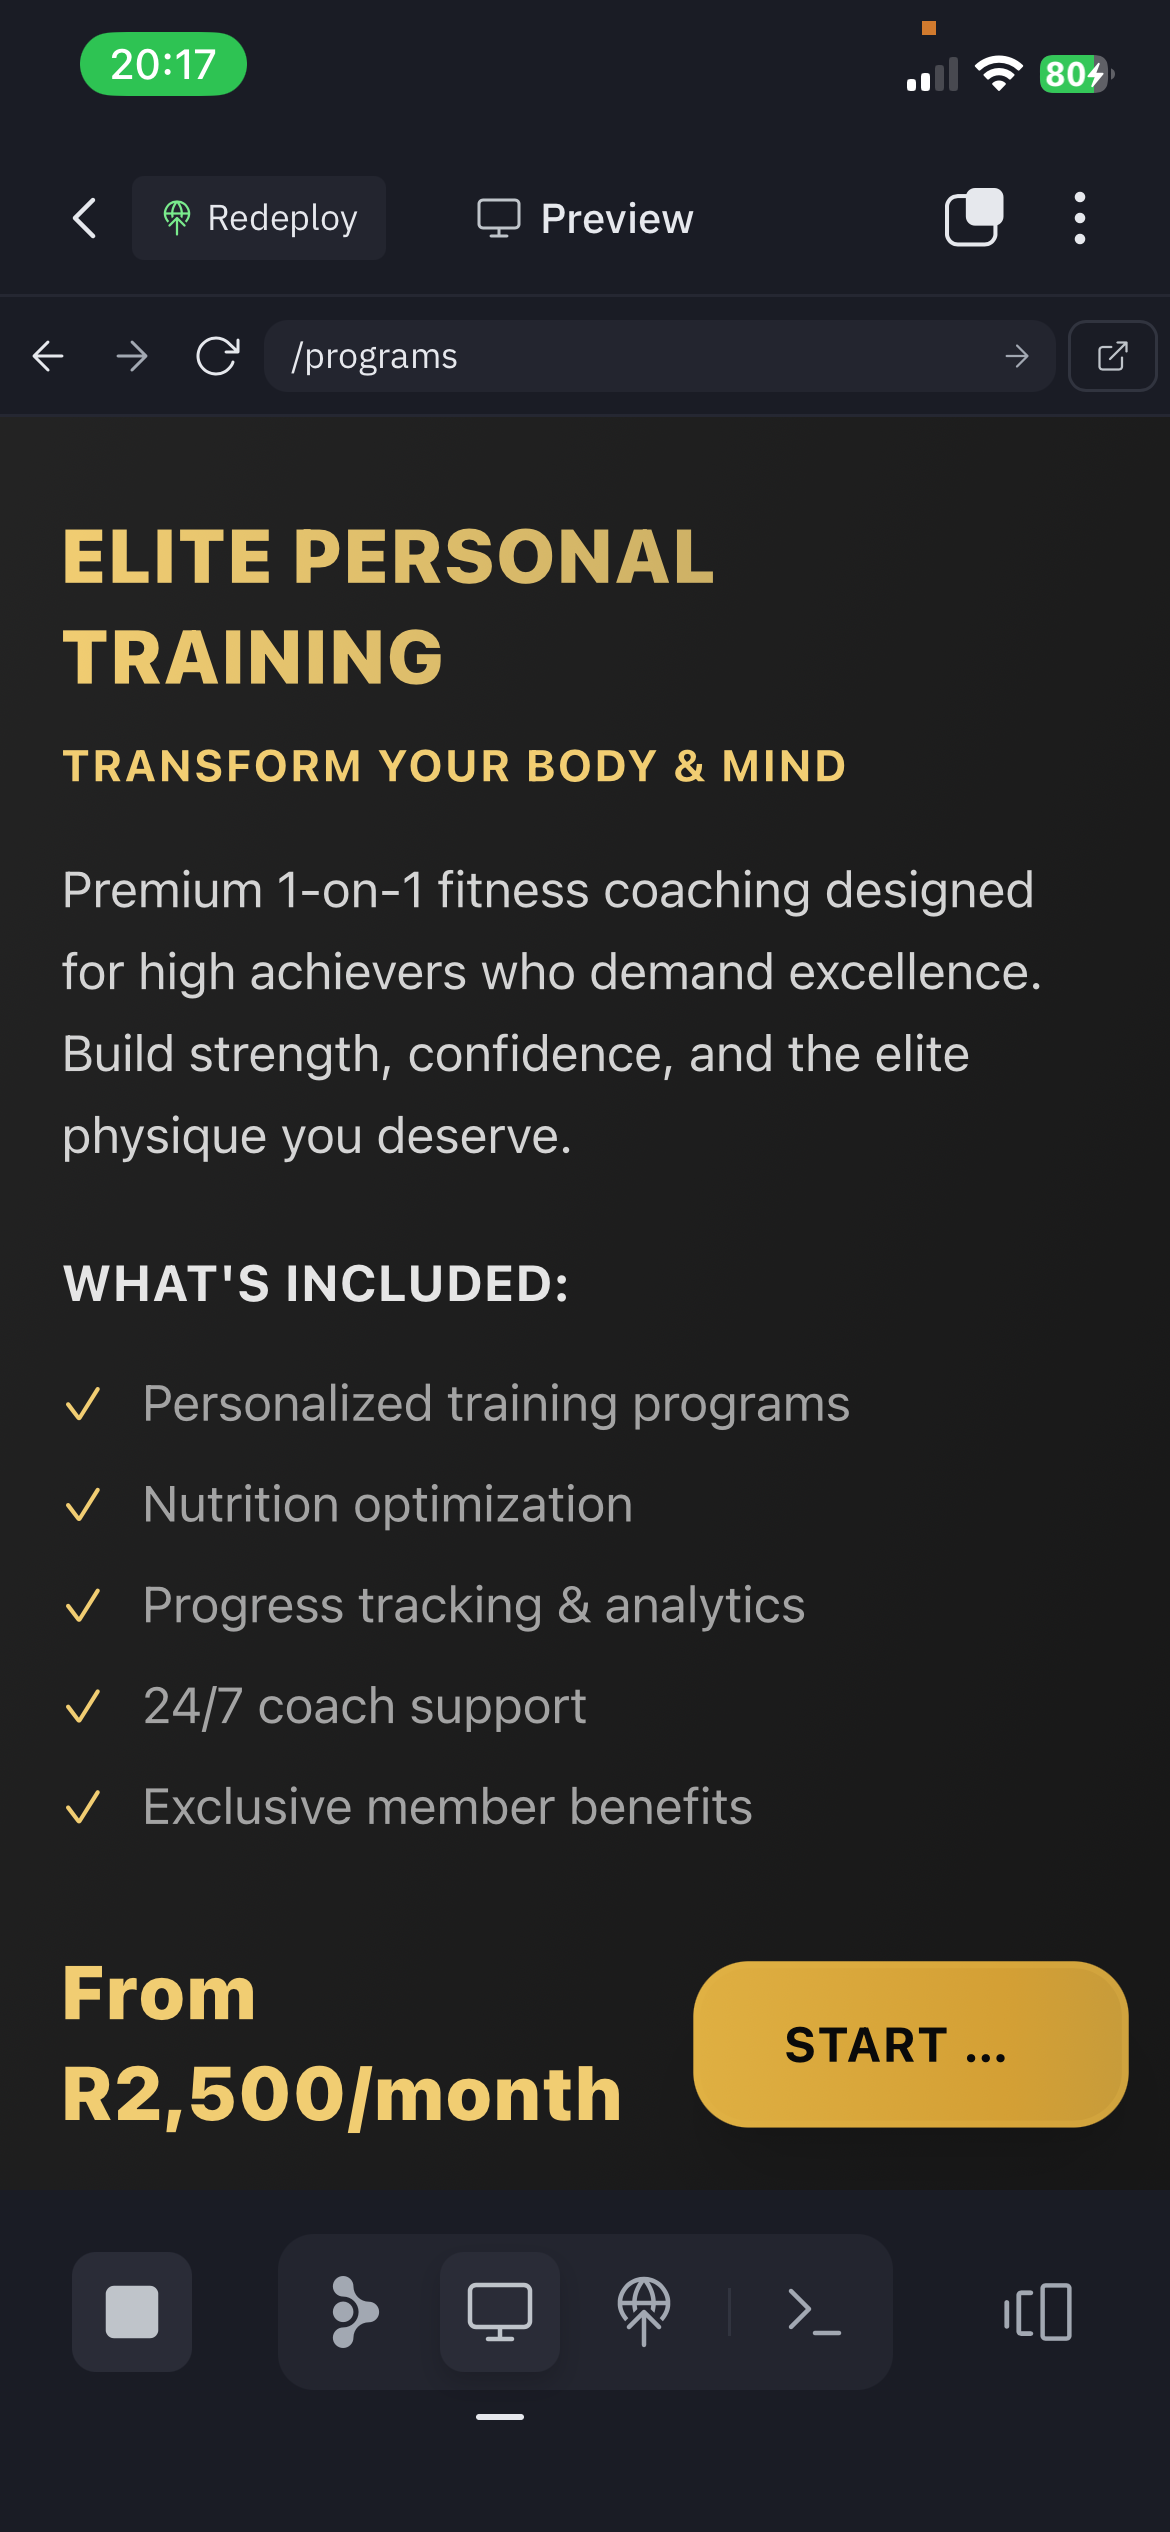 20:17
80
Redeploy
Preview
/programs
ELITE PERSONAL
TRAINING
TRANSFORM YOUR BODY & MIND
Premium 1-on-1 fitness coaching designed
for high achievers who demand excellence.
Build strength, confidence, and the elite
physique you deserve.
WHAT'S INCLUDED:
Personalized training programs
Nutrition optimization
Progress tracking & analytics
24/7 coach support
Exclusive member benefits
From
R2,500/month
START ...